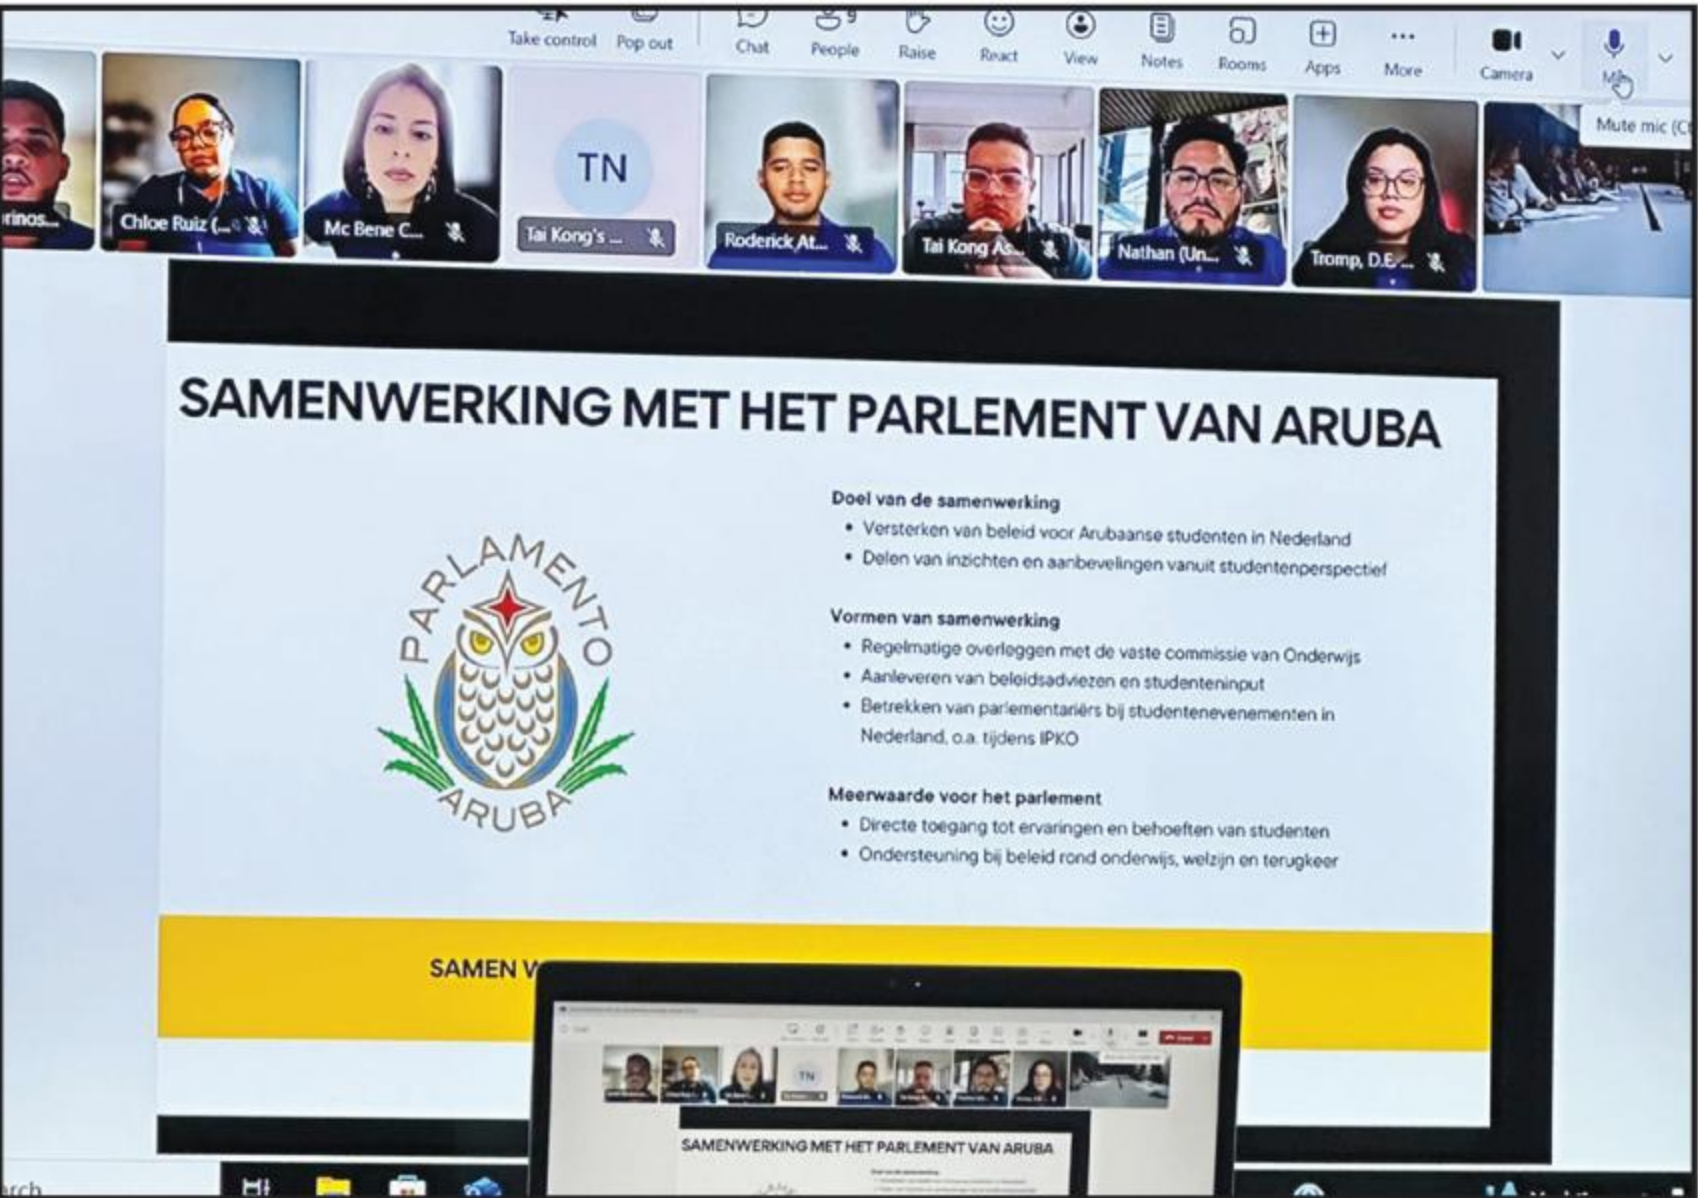 Take control
Pop out
Chat
People
9
Raise
React
View
Notes
Rooms
Apps
More
Camera
Mute mic (C
rinos...
Chloe Ruiz (...
Mc Bene C...
TN
Tai Kong's ...
Roderick At...
Tai Kong As...
Nathan (Un...
Tromp, D.E. ...
SAMENWERKING MET HET PARLEMENT VAN ARUBA
PARLAMENTO
ARUBA
Doel van de samenwerking
• Versterken van beleid voor Arubaanse studenten in Nederland
• Delen van inzichten en aanbevelingen vanuit studentenperspectief
Vormen van samenwerking
• Regelmatige overleggen met de vaste commissie van Onderwijs
• Aanleveren van beleidsadviezen en studenteninput
• Betrekken van parlementariërs bij studentenevenementen in
Nederland, o.a. tijdens IPKO
Meerwaarde voor het parlement
• Directe toegang tot ervaringen en behoeften van studenten
• Ondersteuning bij beleid rond onderwijs, welzijn en terugkeer
SAMEN W
TN
SAMENWERKING MET HET PARLEMENT VAN ARUBA
arch